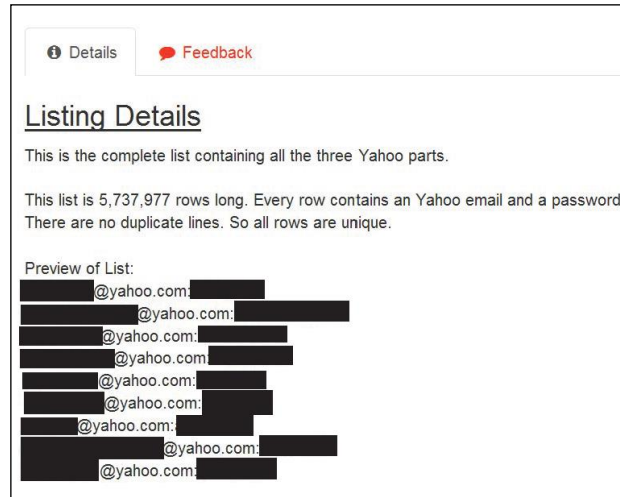 Details
Feedback
Listing Details
This is the complete list containing all the three Yahoo parts.
This list is 5,737,977 rows long. Every row contains an Yahoo email and a password
There are no duplicate lines. So all rows are unique.
Preview of List:
@yahoo.com:
@yahoo.com:
@yahoo.com:
@yahoo.com:
@yahoo.com:
@yahoo.com:
@yahoo.com:
@yahoo.com:
@yahoo.com: